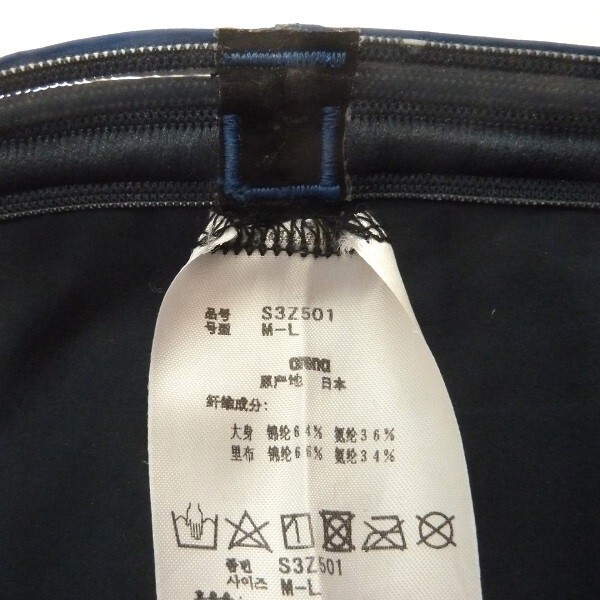 品号 S3Z501
号型 M-L
arena
原产地 日本
纤维成分:
大身 锦纶64% 氨纶36%
里布 锦纶66% 氨纶34%
품번 S3Z501
사이즈 M-L